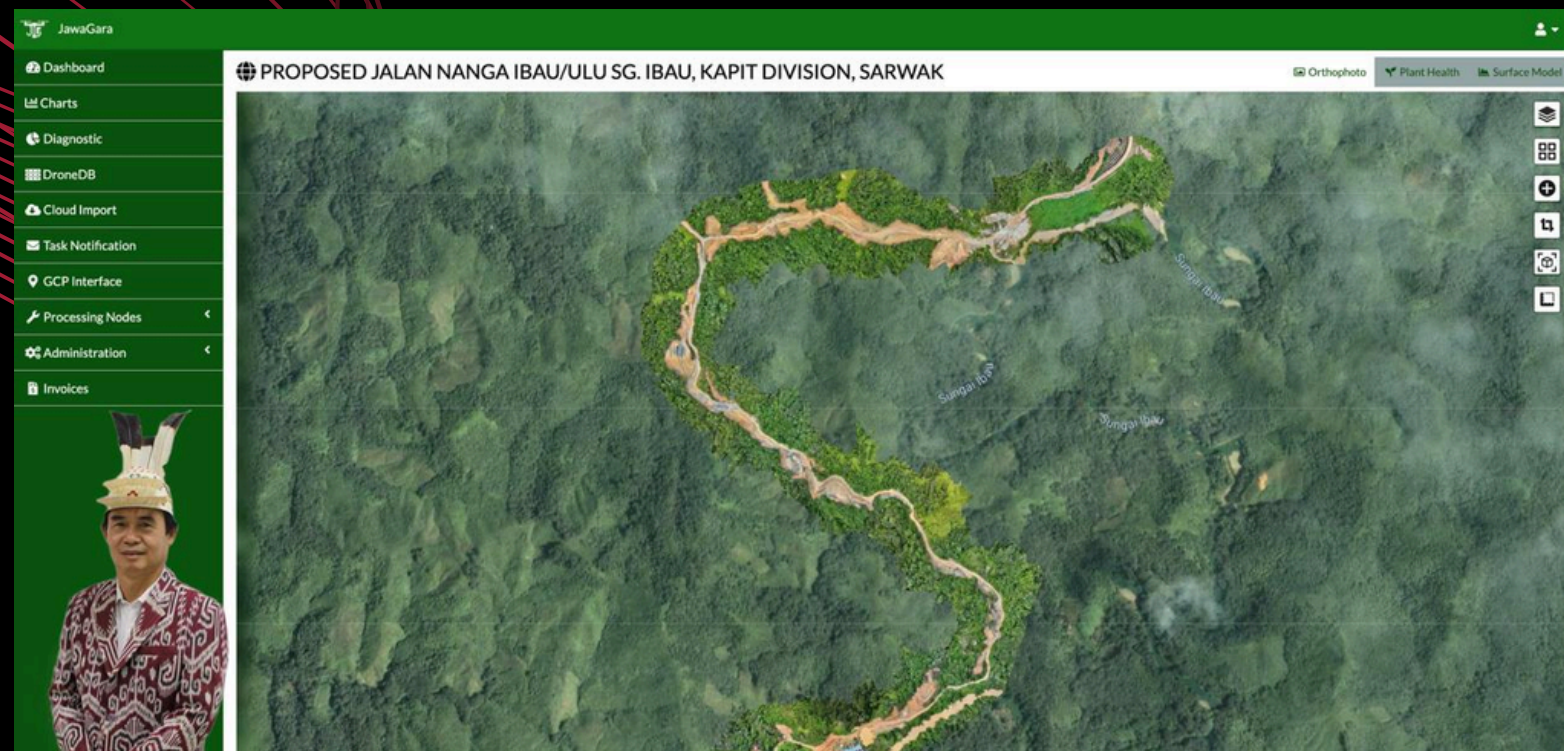 JawaGara
Dashboard
Charts
Diagnostic
DroneDB
Cloud Import
Task Notification
GCP Interface
Processing Nodes
Administration
Invoices
PROPOSED JALAN NANGA IBAU/ULU SG. IBAU, KAPIT DIVISION, SARWAK
Orthophoto
Plant Health
Surface Model
Sungai Ibau
Sungai Ibau
Sungai Ibau